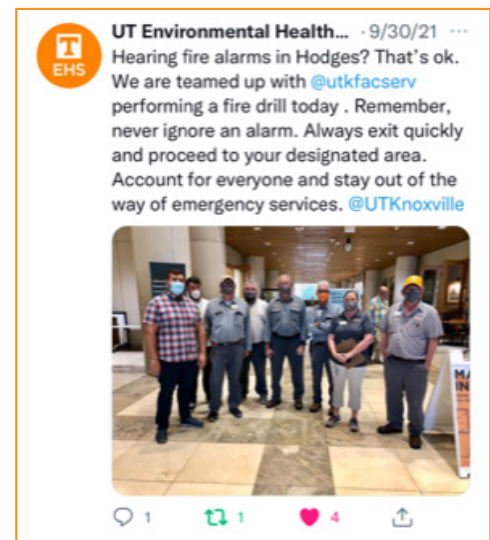 UT Environmental Health... · 9/30/21 ...
T
EHS
Hearing fire alarms in Hodges? That's ok.
We are teamed up with @utkfacserv
performing a fire drill today . Remember,
never ignore an alarm. Always exit quickly
and proceed to your designated area.
Account for everyone and stay out of the
way of emergency services. @UTKnoxville
MA
IN
1 1 4